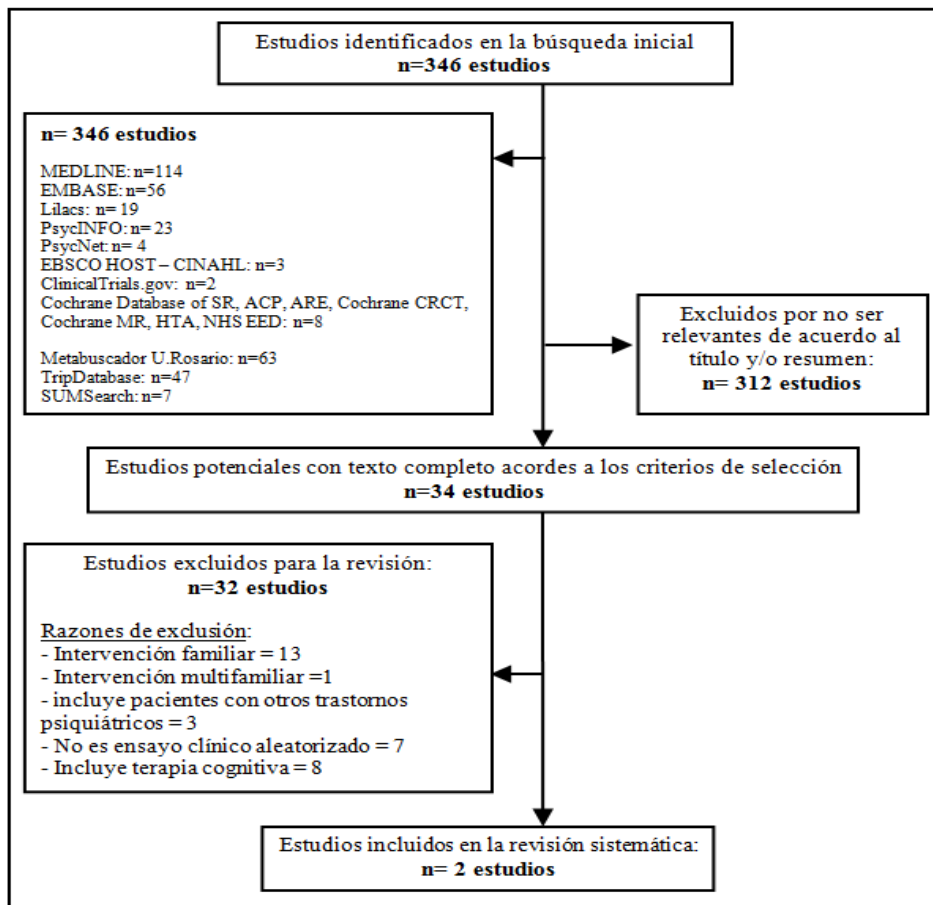 Estudios identificados en la búsqueda inicial
n=346 estudios
n= 346 estudios
MEDLINE: n=114
EMBASE: n=56
Lilacs: n= 19
PsycINFO: n= 23
PsycNet: n= 4
EBSCO HOST – CINAHL: n=3
ClinicalTrials.gov: n=2
Cochrane Database of SR, ACP, ARE, Cochrane CRCT,
Cochrane MR, HTA, NHS EED: n=8
Metabuscador U.Rosario: n=63
TripDatabase: n=47
SUMSearch: n=7
Excluidos por no ser
relevantes de acuerdo al
título y/o resumen:
n= 312 estudios
Estudios potenciales con texto completo acordes a los criterios de selección
n=34 estudios
Estudios excluidos para la revisión:
n=32 estudios
Razones de exclusión:
- Intervención familiar = 13
- Intervención multifamiliar =1
- incluye pacientes con otros trastornos
psiquiátricos = 3
- No es ensayo clínico aleatorizado = 7
- Incluye terapia cognitiva = 8
Estudios incluidos en la revisión sistemática:
n= 2 estudios